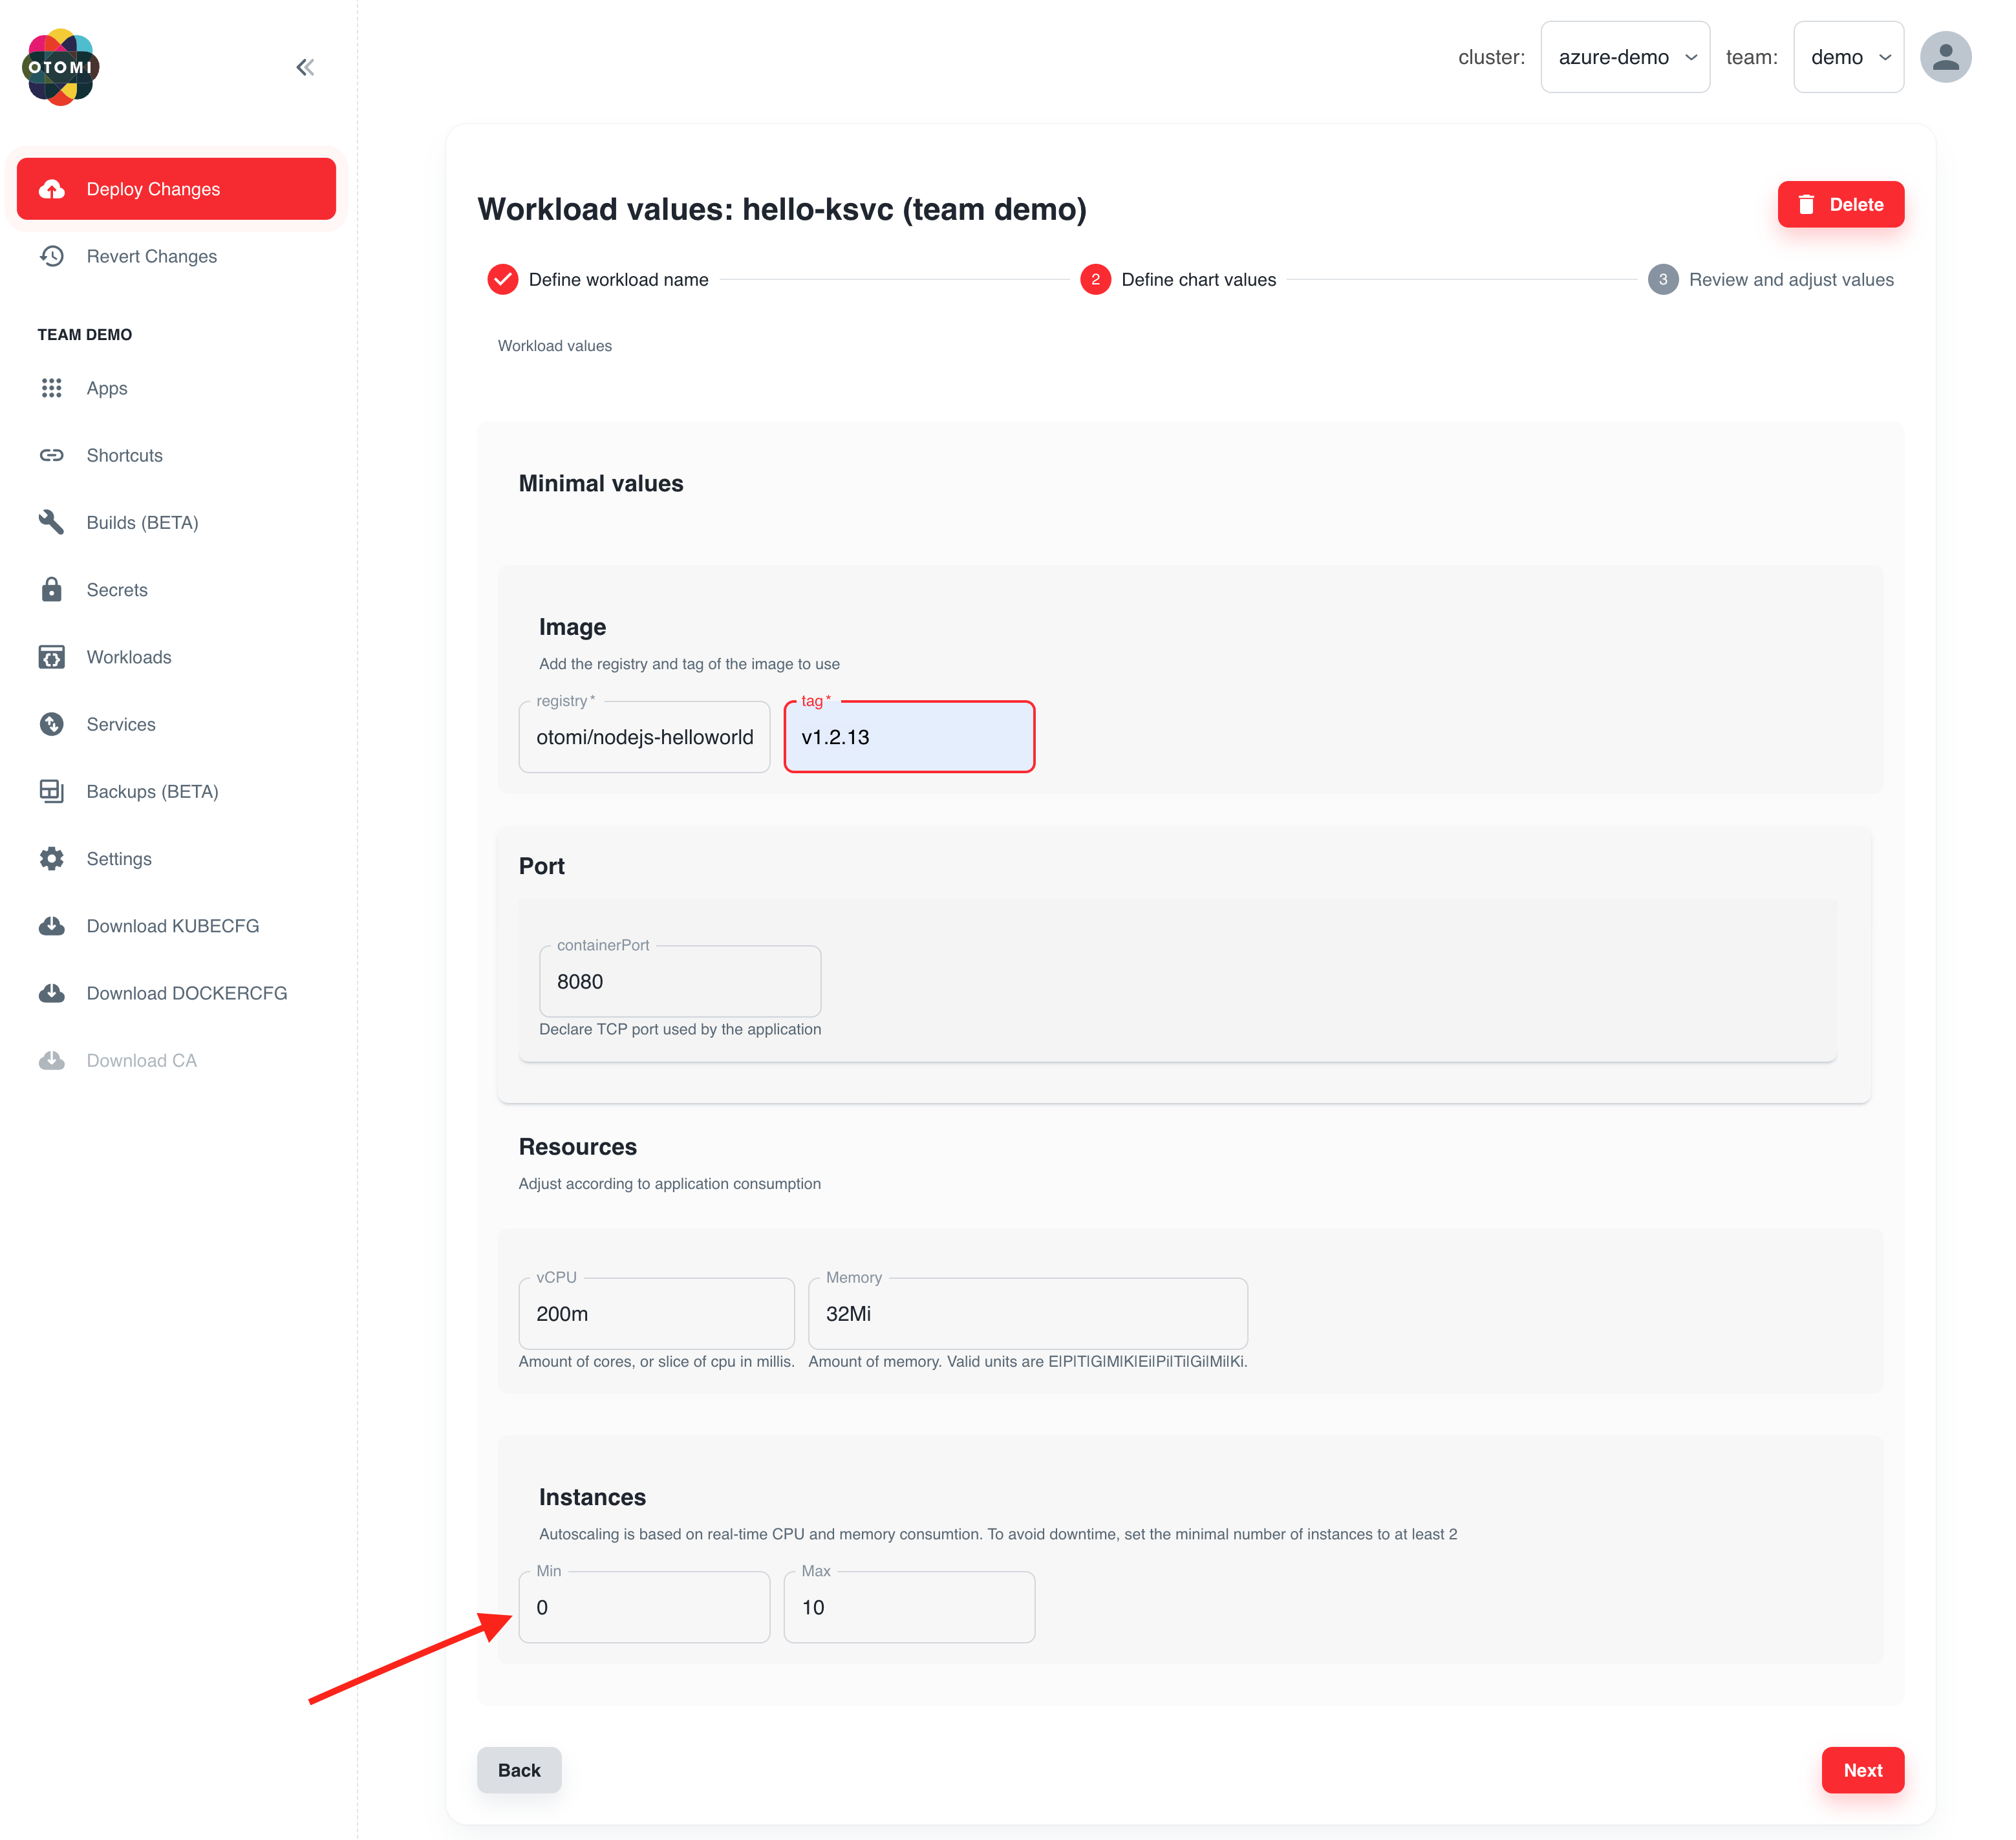 OTOMI
cluster:
azure-demo
team:
demo
Deploy Changes
Revert Changes
TEAM DEMO
Apps
Shortcuts
Builds (BETA)
Secrets
Workloads
Services
Backups (BETA)
Settings
Download KUBECFG
Download DOCKERCFG
Download CA
Workload values: hello-ksvc (team demo)
Delete
Define workload name
2 Define chart values
3 Review and adjust values
Workload values
Minimal values
Image
Add the registry and tag of the image to use
registry*
otomi/nodejs-helloworld
tag*
v1.2.13
Port
containerPort
8080
Declare TCP port used by the application
Resources
Adjust according to application consumption
vCPU
200m
Amount of cores, or slice of cpu in millis.
Memory
32Mi
Amount of memory. Valid units are E|P|T|G|M|K|Ei|Pi|Ti|Gi|Mi|Ki.
Instances
Autoscaling is based on real-time CPU and memory consumtion. To avoid downtime, set the minimal number of instances to at least 2
Min
0
Max
10
Back
Next